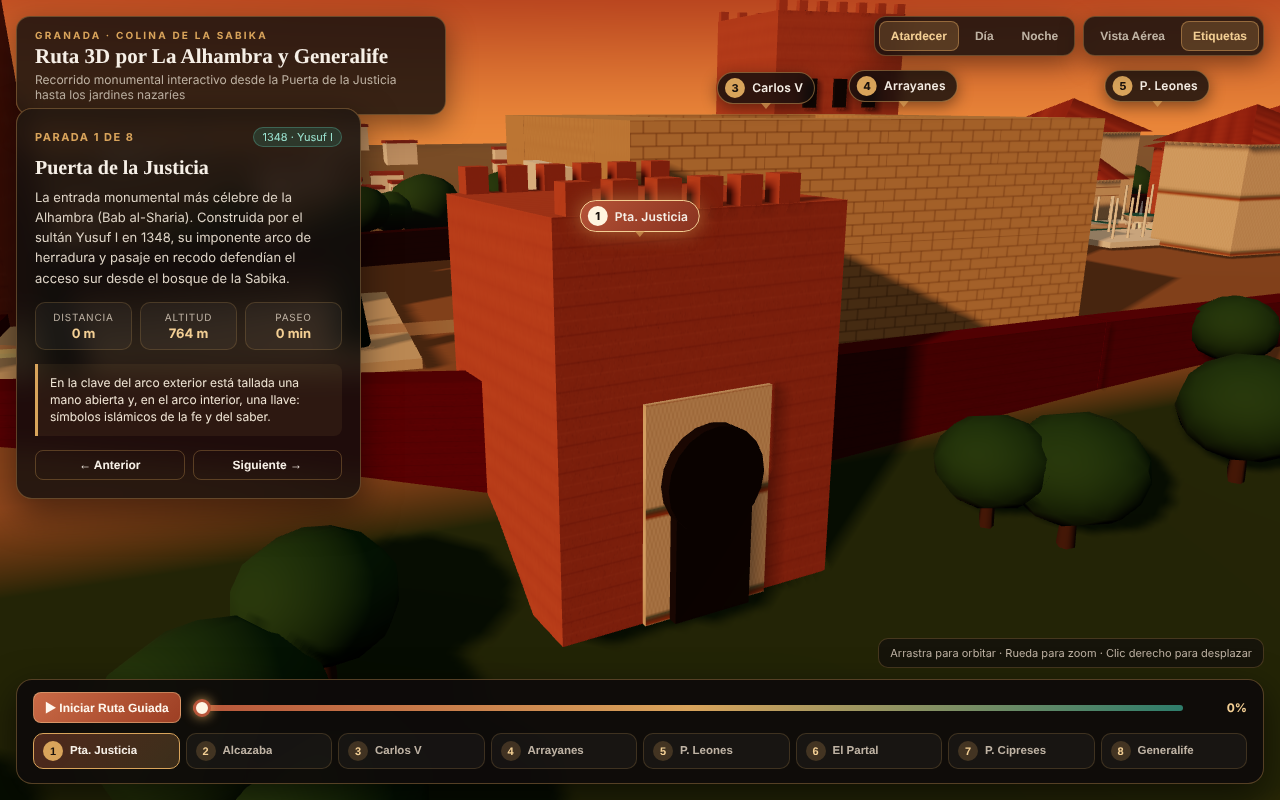 GRANADA · COLINA DE LA SABIKA
Ruta 3D por La Alhambra y Generalife
Recorrido monumental interactivo desde la Puerta de la Justicia
hasta los jardines nazaríes
Atardecer
Día
Noche
Vista Aérea
Etiquetas
3 Carlos V
4 Arrayanes
5 P. Leones
PARADA 1 DE 8
1348 · Yusuf I
Puerta de la Justicia
La entrada monumental más célebre de la
Alhambra (Bab al-Sharia). Construida por el
sultán Yusuf I en 1348, su imponente arco de
herradura y pasaje en recodo defendían el
acceso sur desde el bosque de la Sabika.
DISTANCIA
0 m
ALTITUD
764 m
PASEO
0 min
En la clave del arco exterior está tallada una
mano abierta y, en el arco interior, una llave:
símbolos islámicos de la fe y del saber.
← Anterior
Siguiente →
1 Pta. Justicia
Arrastra para orbitar · Rueda para zoom · Clic derecho para desplazar
▶ Iniciar Ruta Guiada
0%
1 Pta. Justicia
2 Alcazaba
3 Carlos V
4 Arrayanes
5 P. Leones
6 El Partal
7 P. Cipreses
8 Generalife